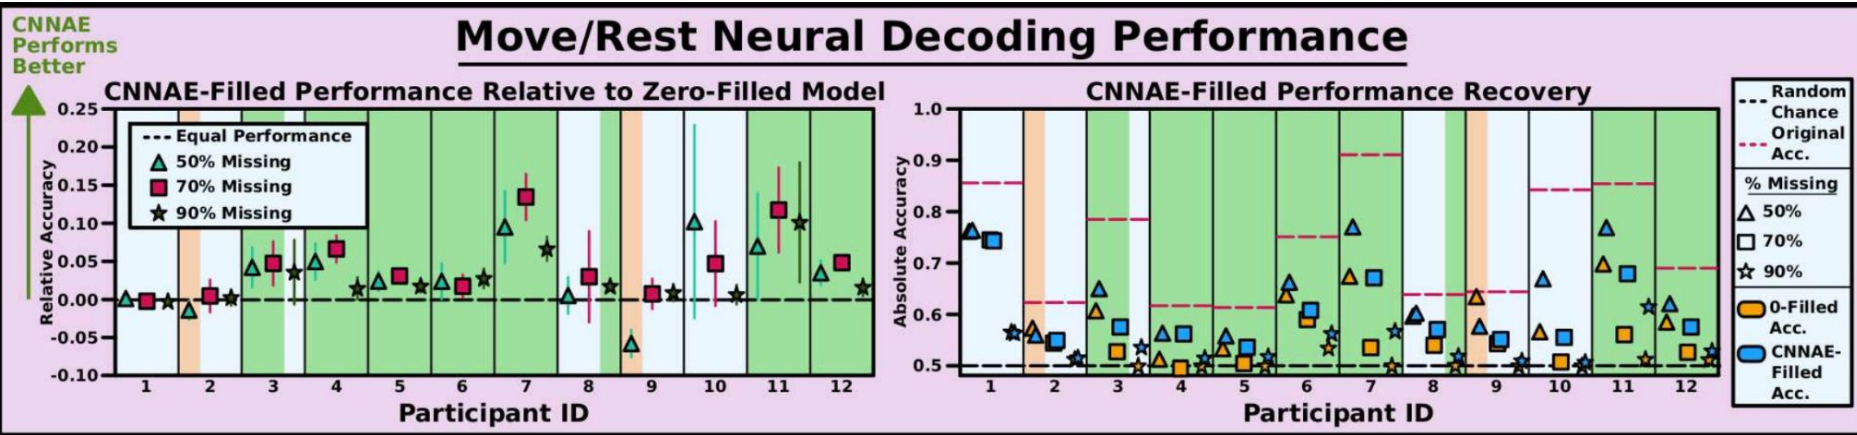 Move/Rest Neural Decoding Performance
CNNAE
Performs
Better
CNNAE-Filled Performance Relative to Zero-Filled Model
Relative Accuracy
0.25
0.20
0.15
0.10
0.05
0.00
-0.05
-0.10
Equal Performance
50% Missing
70% Missing
90% Missing
1 2 3 4 5 6 7 8 9 10 11 12
Participant ID
CNNAE-Filled Performance Recovery
Absolute Accuracy
1.0
0.9
0.8
0.7
0.6
0.5
1 2 3 4 5 6 7 8 9 10 11 12
Participant ID
Random
Chance
Original
Acc.
% Missing
50%
70%
90%
0-Filled
Acc.
CNNAE-
Filled
Acc.